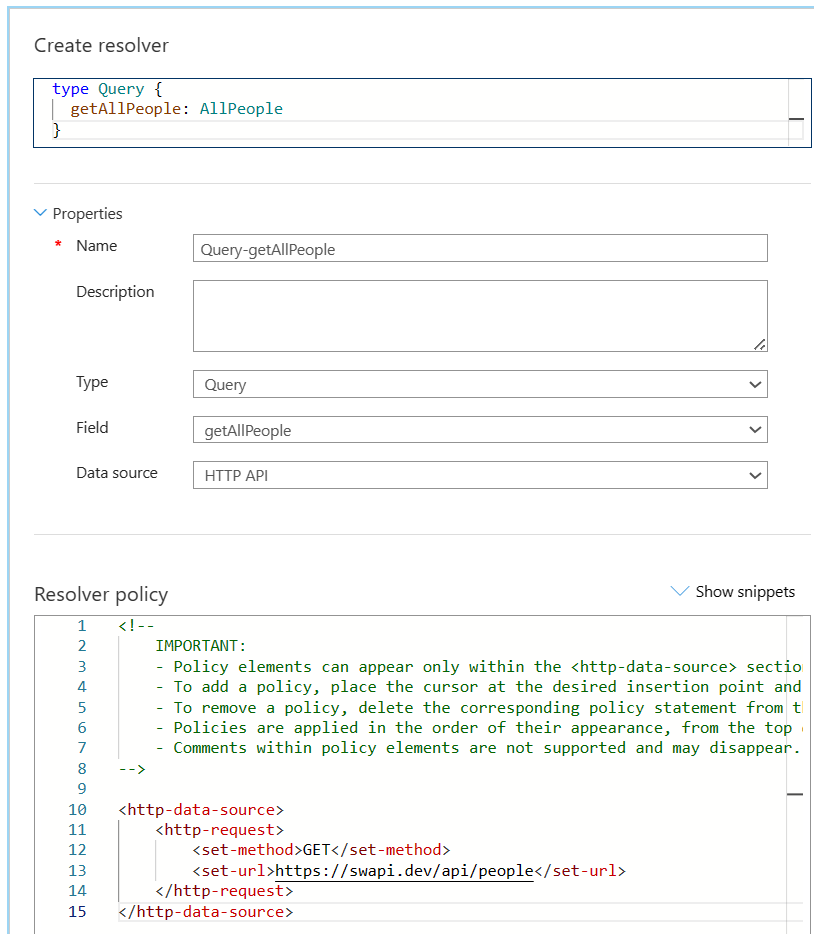 Create resolver
type Query {
  getAllPeople: AllPeople
}
Properties
* Name
Query-getAllPeople
Description
Type
Query
Field
getAllPeople
Data source
HTTP API
Resolver policy
Show snippets
1 <!--
2     IMPORTANT:
3     - Policy elements can appear only within the <http-data-source> sectio
4     - To add a policy, place the cursor at the desired insertion point and
5     - To remove a policy, delete the corresponding policy statement from t
6     - Policies are applied in the order of their appearance, from the top
7     - Comments within policy elements are not supported and may disappear.
8 -->
9
10 <http-data-source>
11     <http-request>
12         <set-method>GET</set-method>
13         <set-url>https://swapi.dev/api/people</set-url>
14     </http-request>
15 </http-data-source>